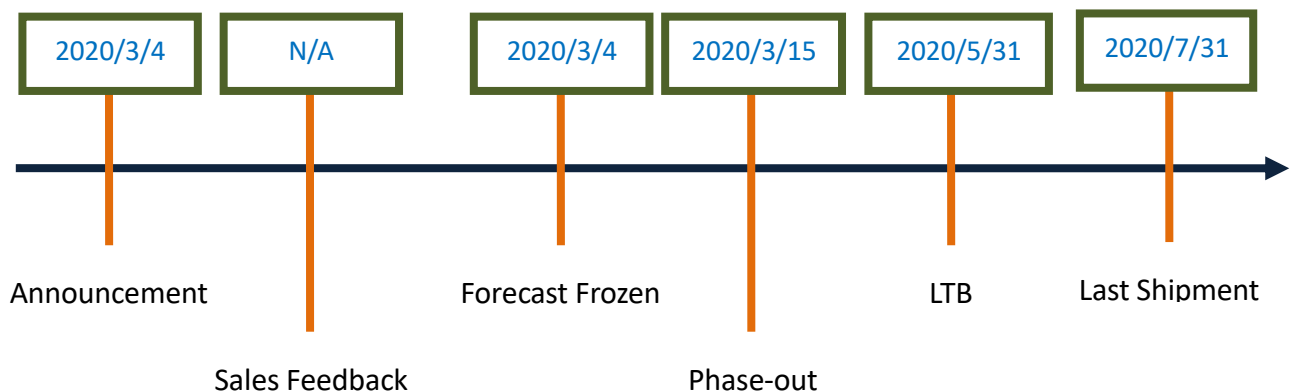 2020/3/4
N/A
2020/3/4
2020/3/15
2020/5/31
2020/7/31
Announcement
Forecast Frozen
LTB
Last Shipment
Sales Feedback
Phase-out